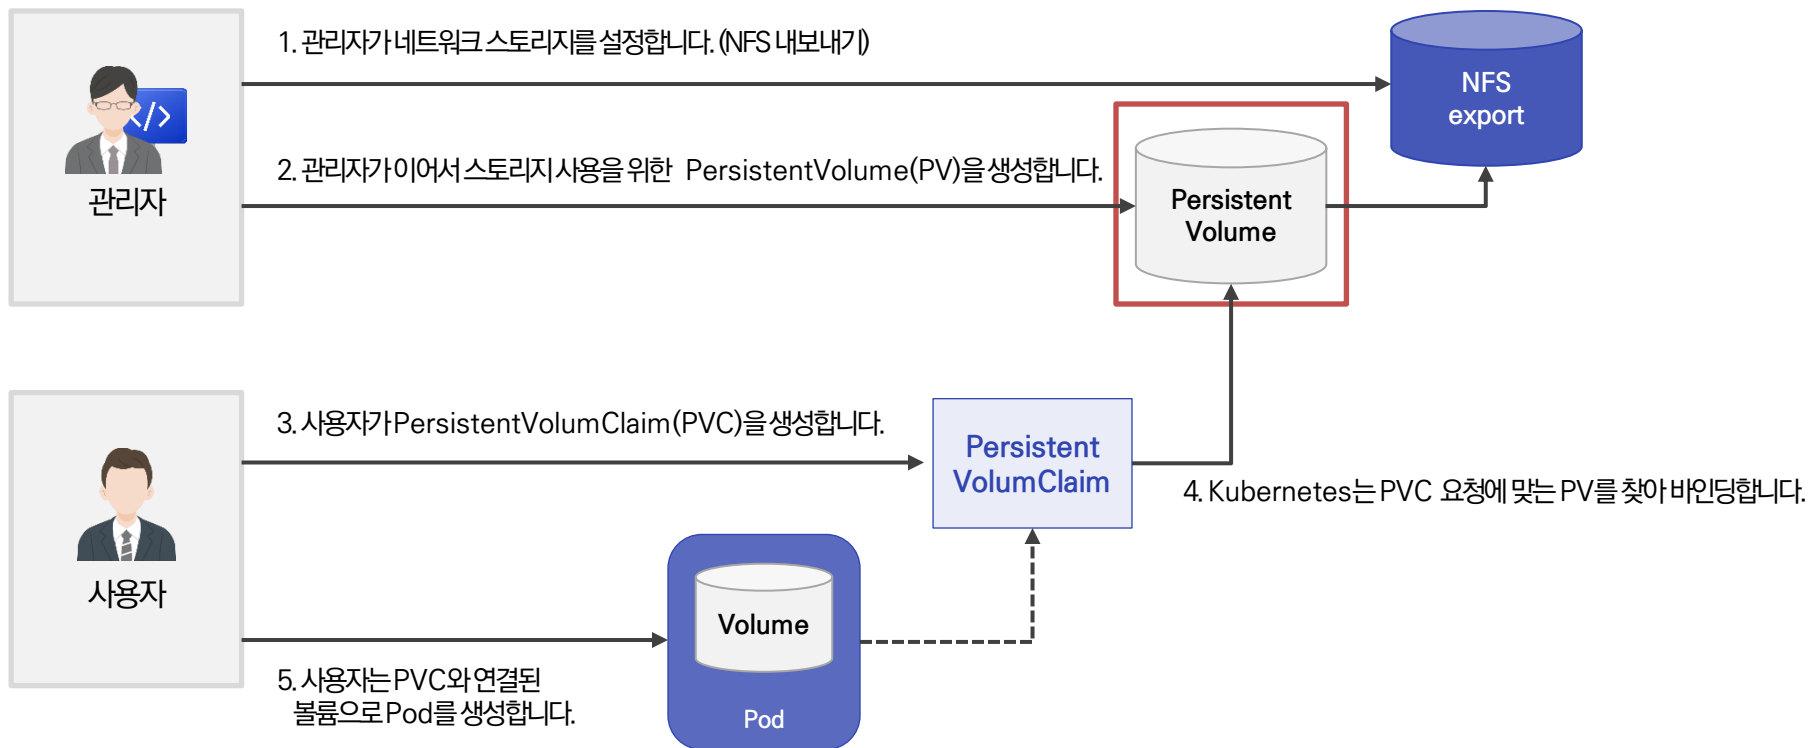 1. 관리자가 네트워크 스토리지를 설정합니다. (NFS 내보내기)
NFS
export
</>
2. 관리자가 이어서 스토리지 사용을 위한 PersistentVolume(PV)을 생성합니다.
관리자
Persistent
Volume
3. 사용자가 PersistentVolumClaim(PVC)을 생성합니다.
Persistent
VolumClaim
4. Kubernetes는 PVC 요청에 맞는 PV를 찾아 바인딩합니다.
사용자
Volume
5. 사용자는 PVC와 연결된
볼륨으로 Pod를 생성합니다.
Pod